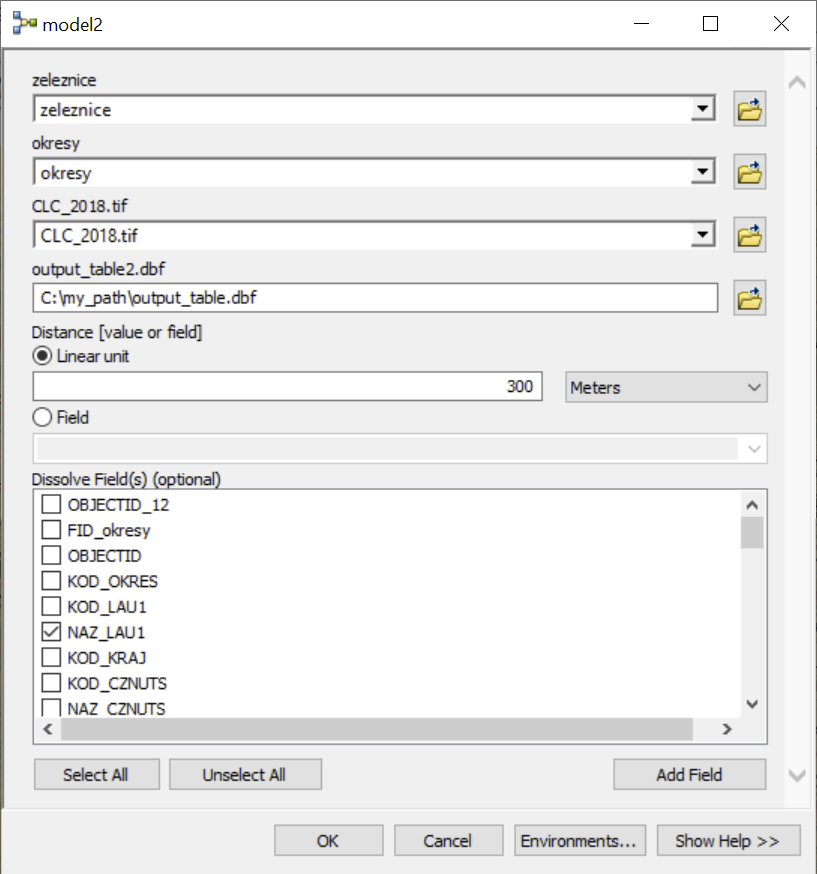 model2
zeleznice
zeleznice
okresy
okresy
CLC_2018.tif
CLC_2018.tif
output_table2.dbf
C:\my_path\output_table.dbf
Distance [value or field]
Linear unit
300 Meters
Field
Dissolve Field(s) (optional)
OBJECTID_12
FID_okresy
OBJECTID
KOD_OKRES
KOD_LAU1
NAZ_LAU1
KOD_KRAJ
KOD_CZNUTS
NAZ_CZNUTS
Select All Unselect All Add Field
OK Cancel Environments... Show Help >>